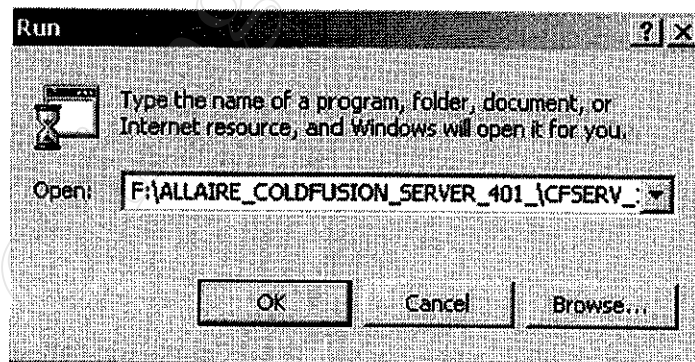 Run
Type the name of a program, folder, document, or
Internet resource, and Windows will open it for you.
Open: F:\ALLAIRE_COLDFUSION_SERVER_401_\CFSERV_
OK Cancel Browse...